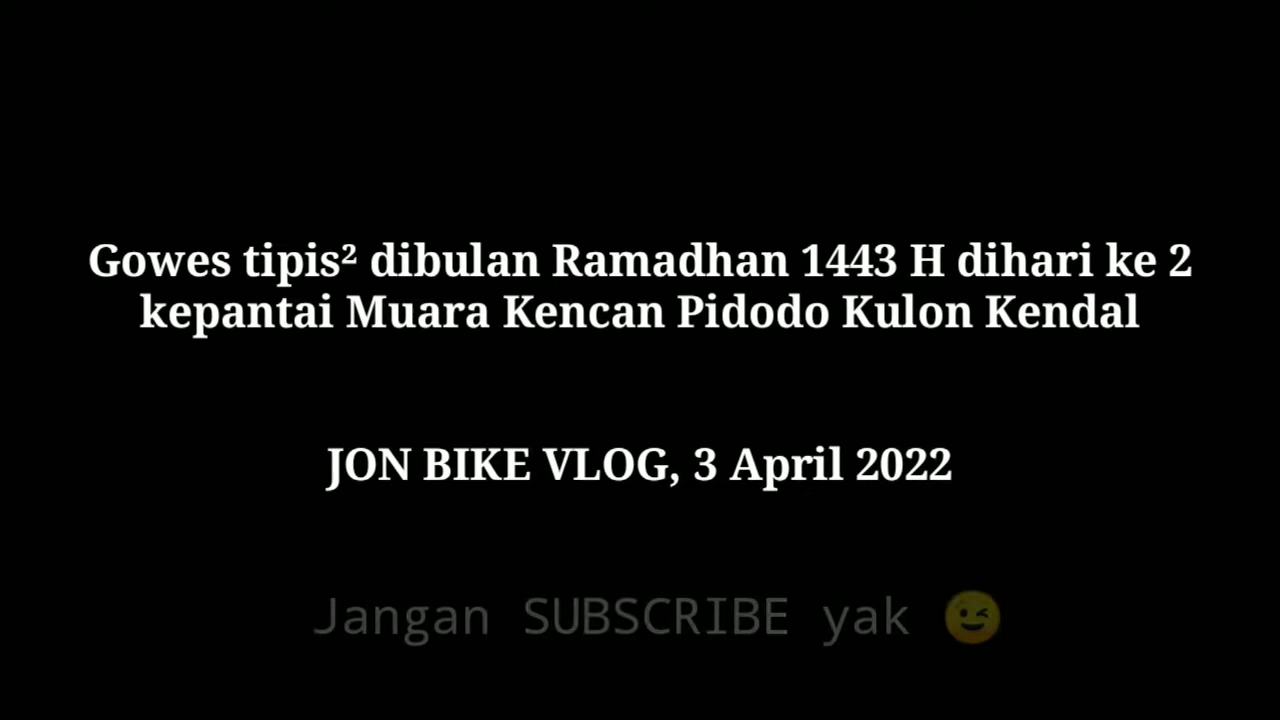 Gowes tipis² dibulan Ramadhan 1443 H dihari ke 2
kepantai Muara Kencan Pidodo Kulon Kendal
JON BIKE VLOG, 3 April 2022
Jangan SUBSCRIBE yak 😉